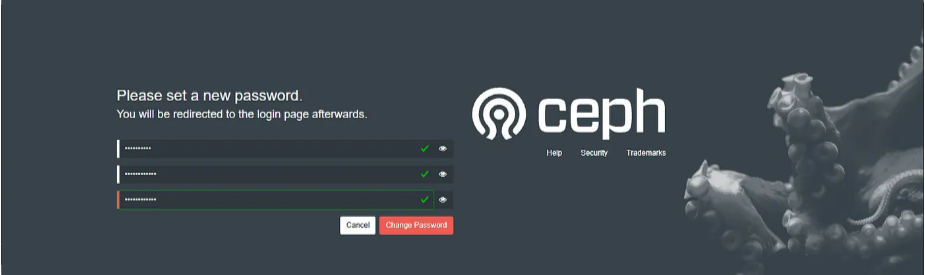 Please set a new password.
You will be redirected to the login page afterwards.
ceph
Help Security Trademarks
Cancel Change Password